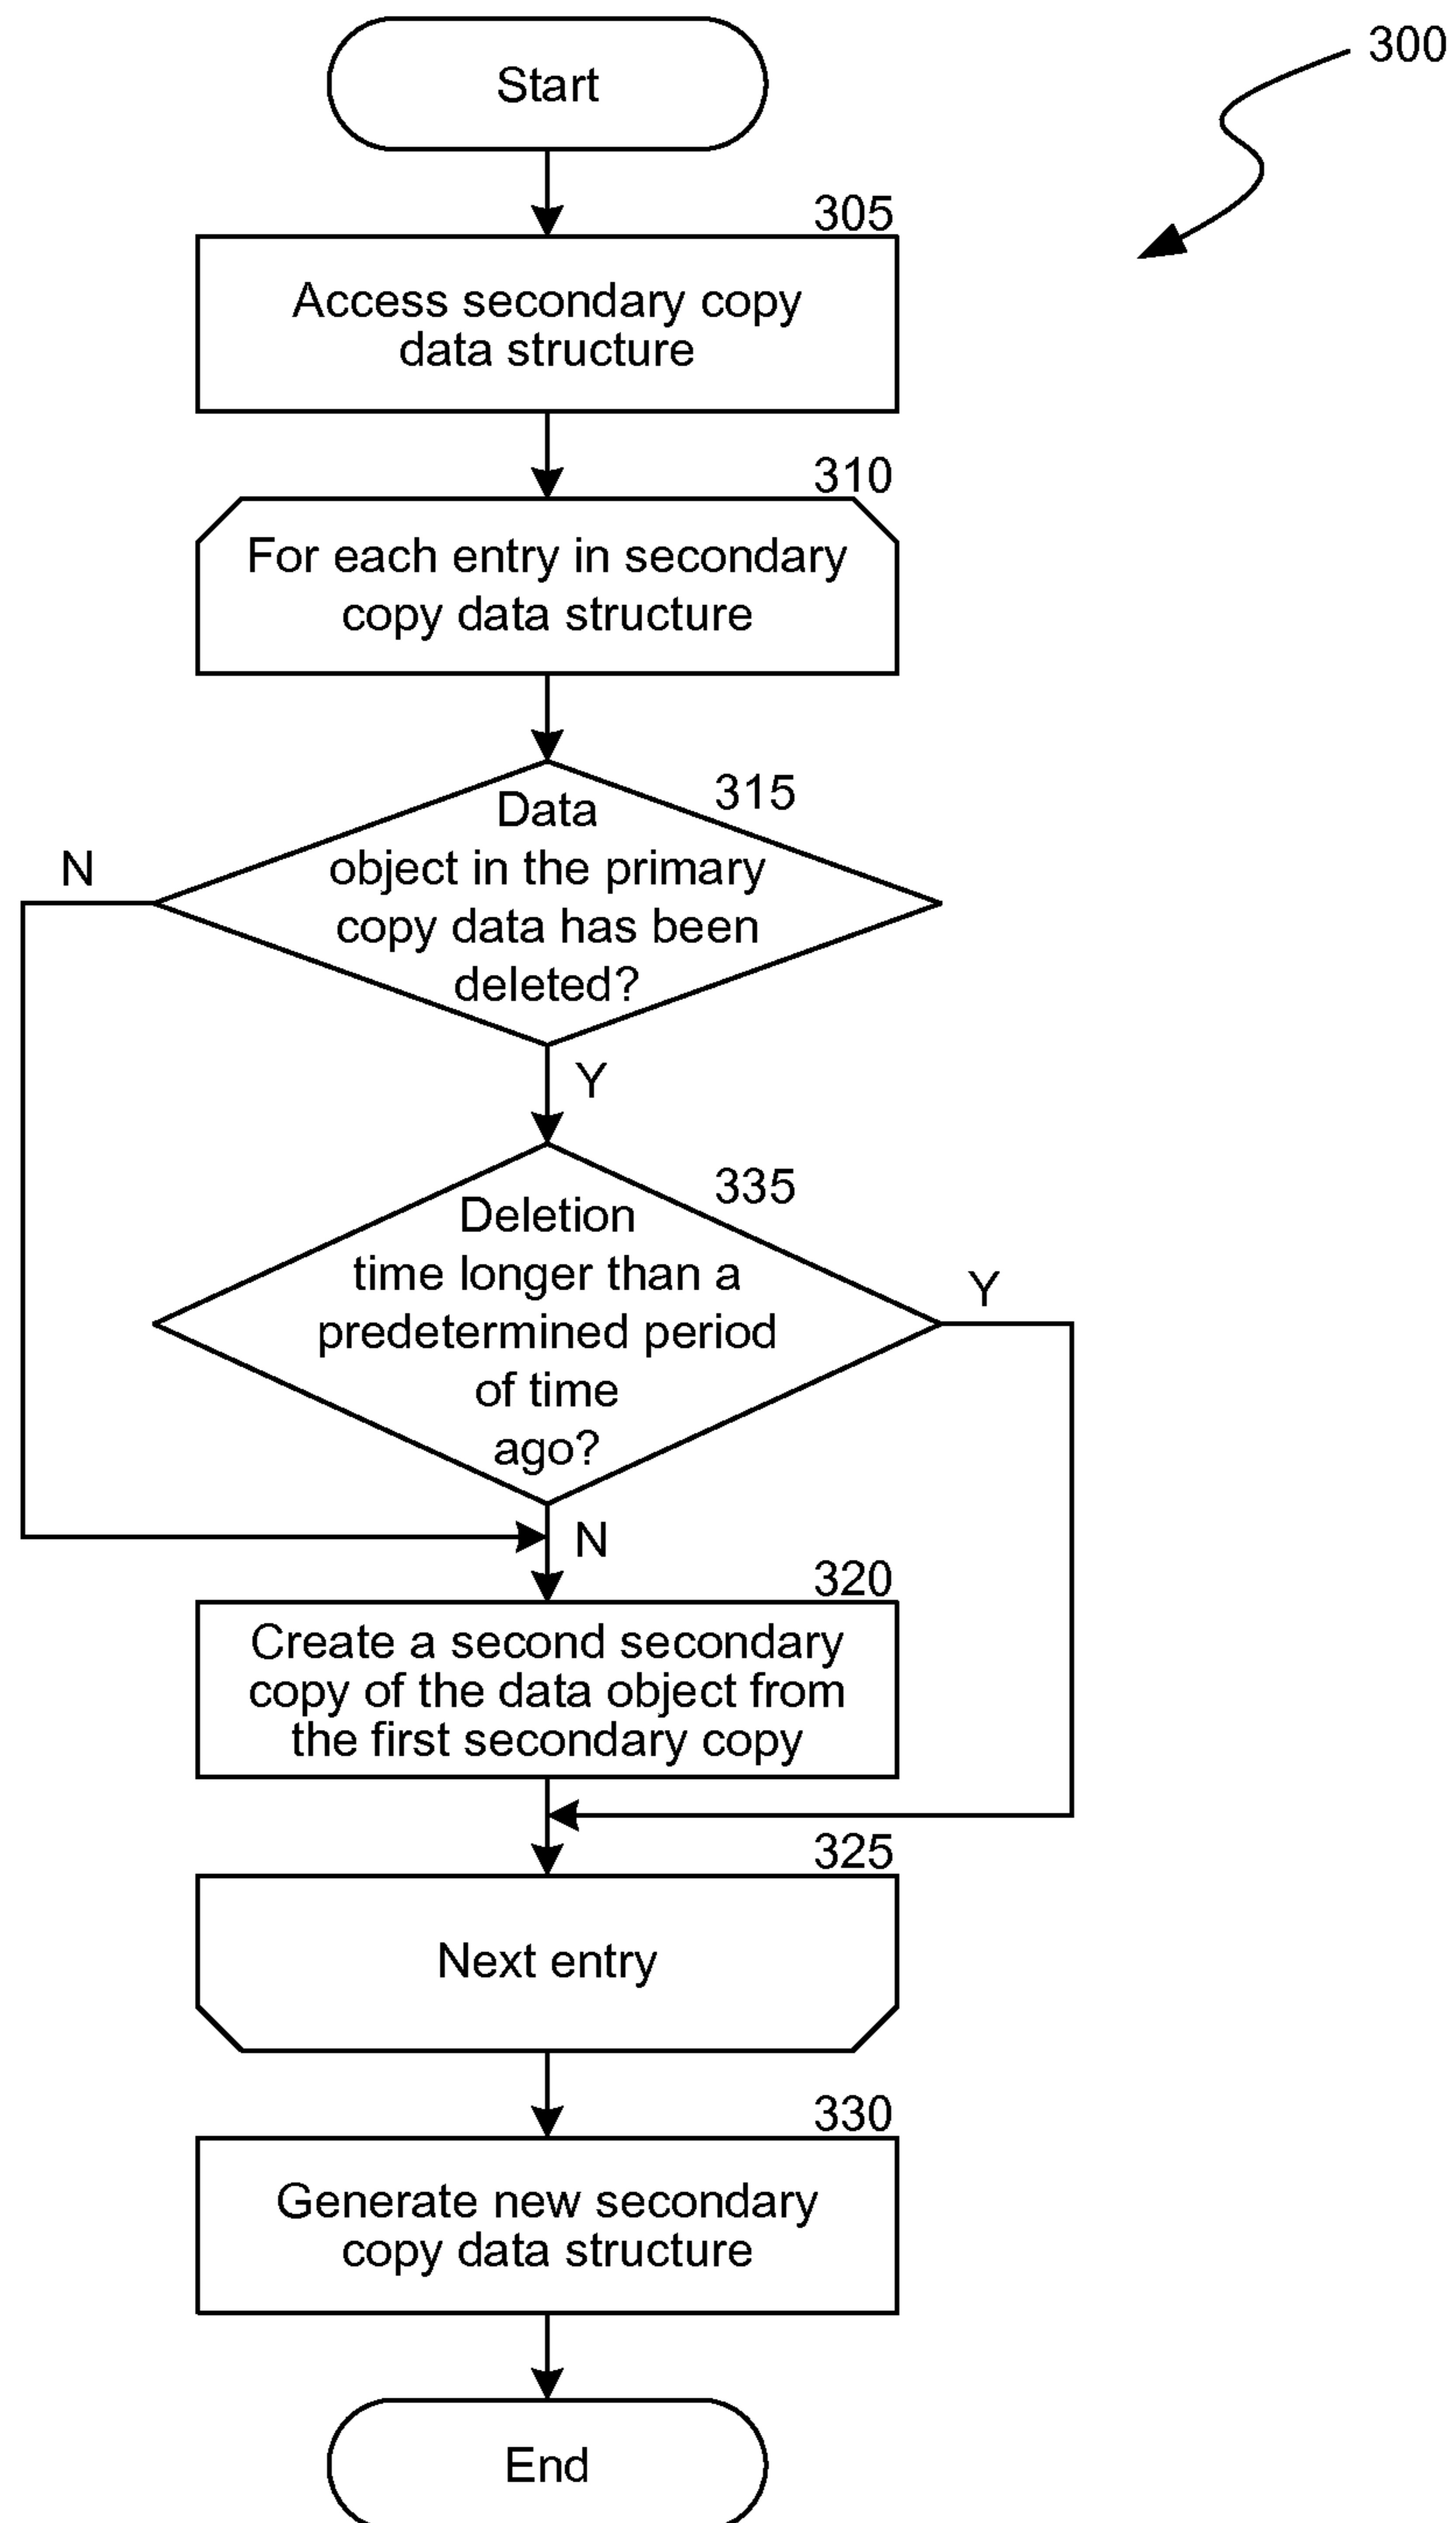 300
Start
305
Access secondary copy
data structure
310
For each entry in secondary
copy data structure
315
Data
object in the primary
copy data has been
deleted?
N
Y
335
Deletion
time longer than a
predetermined period
of time
ago?
Y
N
320
Create a second secondary
copy of the data object from
the first secondary copy
325
Next entry
330
Generate new secondary
copy data structure
End